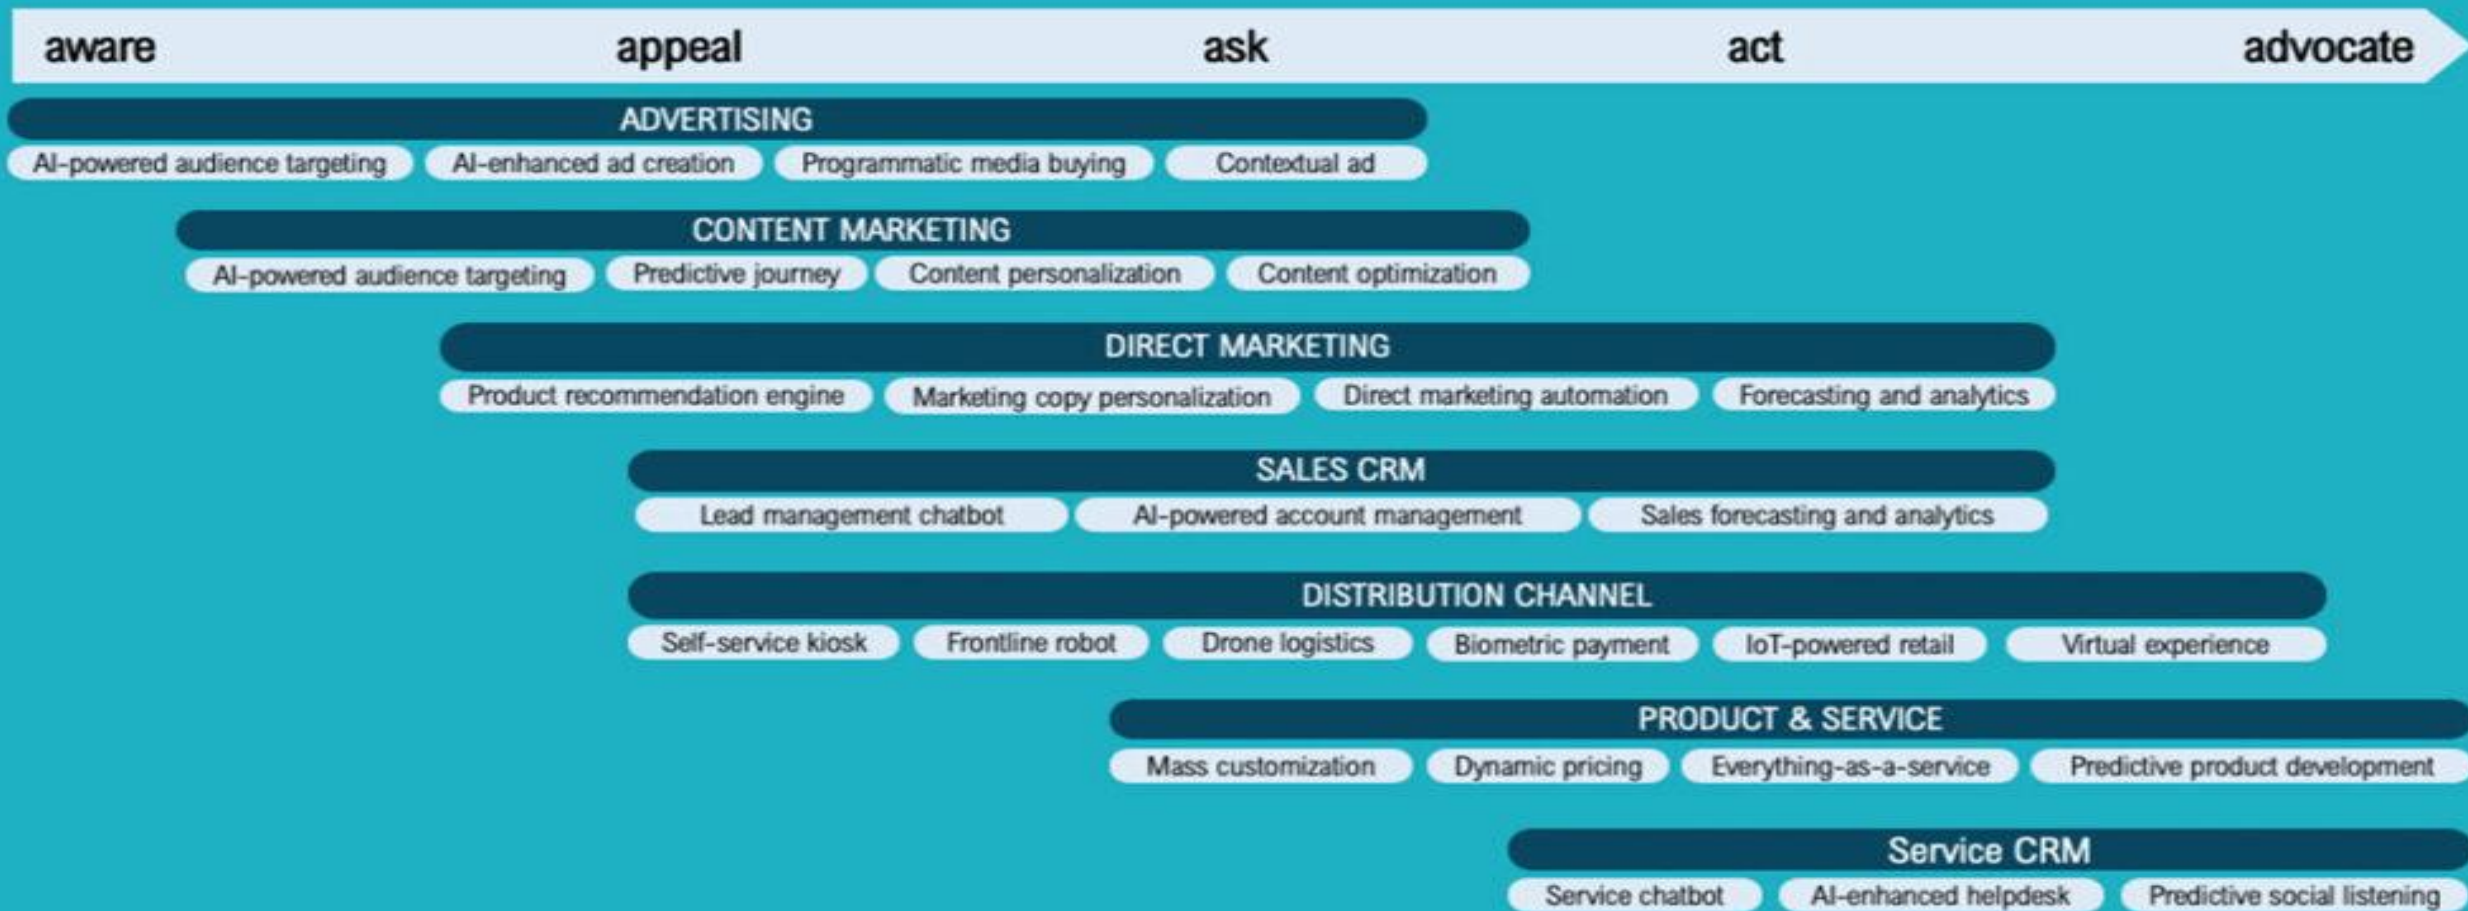 aware appeal ask act advocate
ADVERTISING
AI-powered audience targeting AI-enhanced ad creation Programmatic media buying Contextual ad
CONTENT MARKETING
AI-powered audience targeting Predictive journey Content personalization Content optimization
DIRECT MARKETING
Product recommendation engine Marketing copy personalization Direct marketing automation Forecasting and analytics
SALES CRM
Lead management chatbot AI-powered account management Sales forecasting and analytics
DISTRIBUTION CHANNEL
Self-service kiosk Frontline robot Drone logistics Biometric payment IoT-powered retail Virtual experience
PRODUCT & SERVICE
Mass customization Dynamic pricing Everything-as-a-service Predictive product development
Service CRM
Service chatbot AI-enhanced helpdesk Predictive social listening